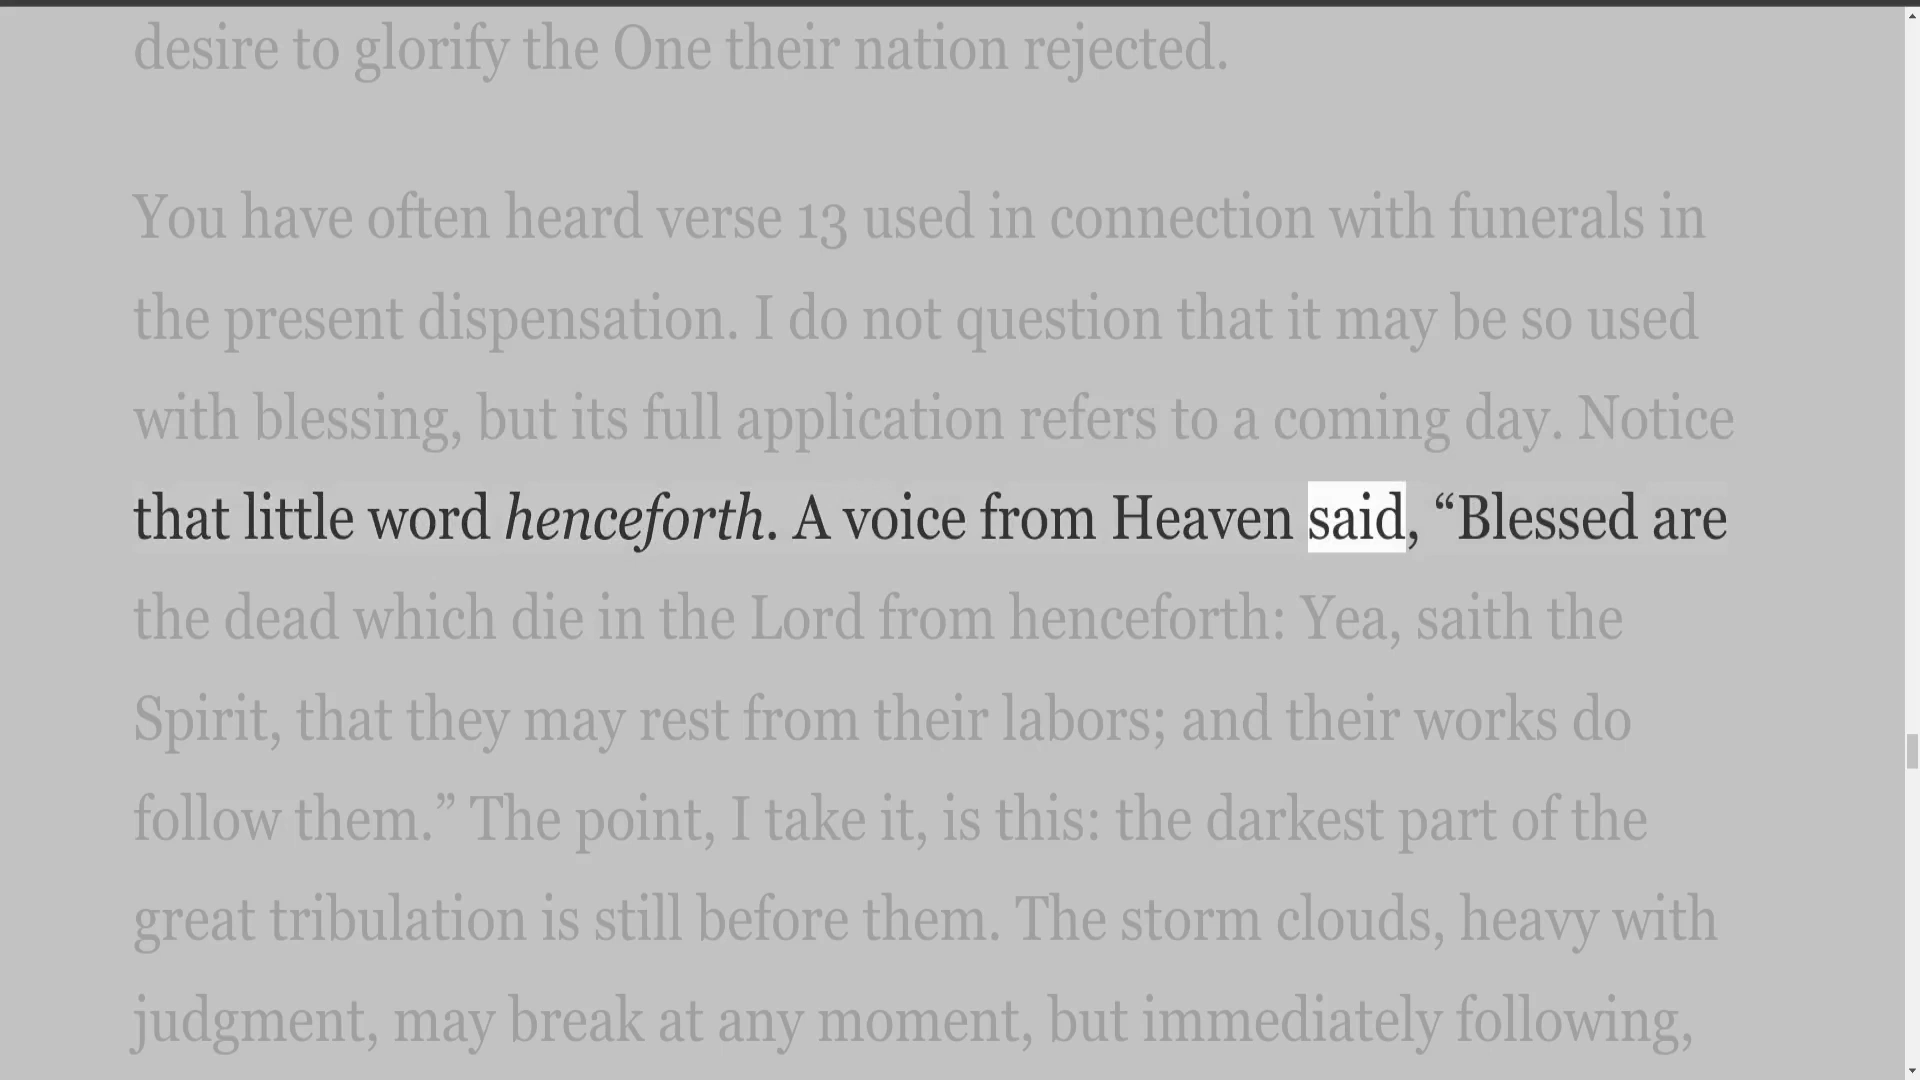 desire to glorify the One their nation rejected.
You have often heard verse 13 used in connection with funerals in
the present dispensation. I do not question that it may be so used
with blessing, but its full application refers to a coming day. Notice
that little word henceforth. A voice from Heaven said, “Blessed are
the dead which die in the Lord from henceforth: Yea, saith the
Spirit, that they may rest from their labors; and their works do
follow them.” The point, I take it, is this: the darkest part of the
great tribulation is still before them. The storm clouds, heavy with
judgment, may break at any moment, but immediately following,